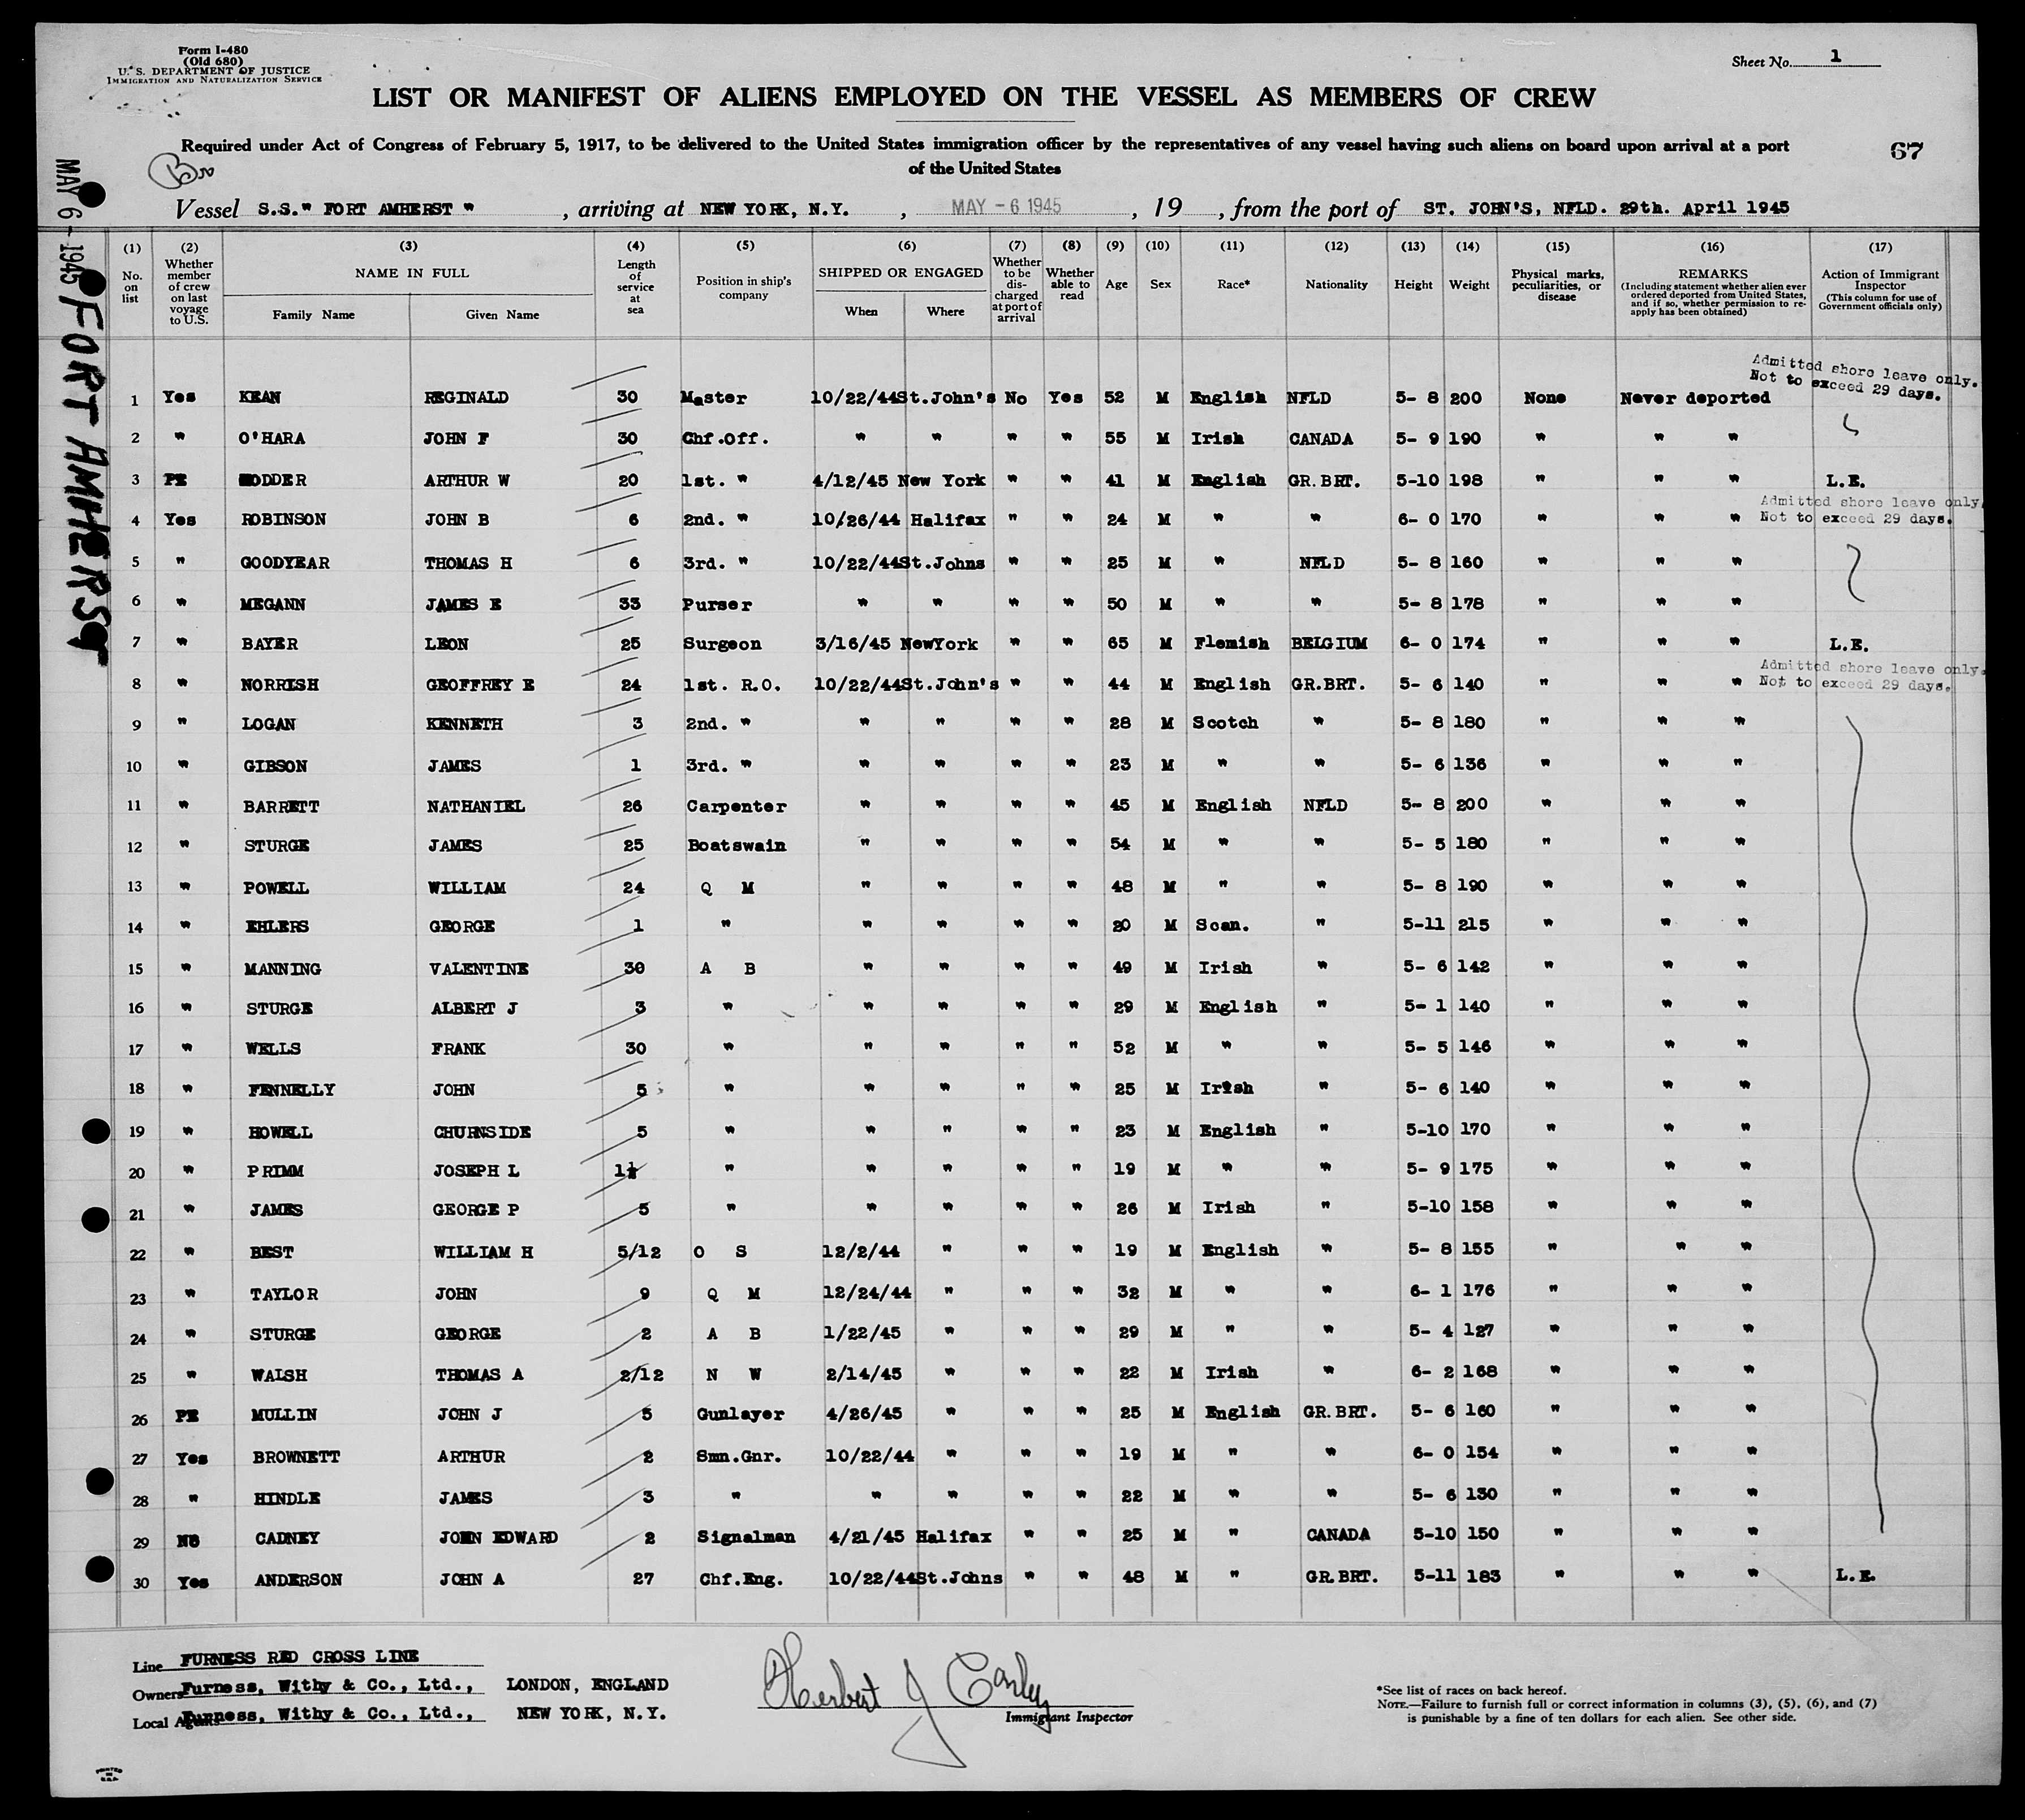 Form I-480
(Old 680)
U. S. DEPARTMENT OF JUSTICE
IMMIGRATION AND NATURALIZATION SERVICE
Sheet No. 1
LIST OR MANIFEST OF ALIENS EMPLOYED ON THE VESSEL AS MEMBERS OF CREW
Required under Act of Congress of February 5, 1917, to be delivered to the United States immigration officer by the representatives of any vessel having such aliens on board upon arrival at a port
of the United States
67
MAY 6 - 1945 FORT AMHERST
Vessel S.S." FORT AMHERST ", arriving at NEW YORK, N.Y., MAY - 6 1945, 19 , from the port of ST. JOHN'S, NFLD. 29th. April 1945
(1) No. on list (2) Whether member of crew on last voyage to U.S. (3) NAME IN FULL Family Name Given Name (4) Length of service at sea (5) Position in ship's company (6) SHIPPED OR ENGAGED When Where (7) Whether to be discharged at port of arrival (8) Whether able to read (9) Age (10) Sex (11) Race* (12) Nationality (13) Height (14) Weight (15) Physical marks, peculiarities, or disease (16) REMARKS (Including statement whether alien ever ordered deported from United States, and if so, whether permission to re-apply has been obtained) (17) Action of Immigrant Inspector (This column for use of Government officials only)
Admitted shore leave only.
Not to exceed 29 days.
1 Yes KEAN REGINALD 30 Master 10/22/44 St.John's No Yes 52 M English NFLD 5- 8 200 None Never deported
2 " O'HARA JOHN F 30 Chf.Off. " " " " 55 M Irish CANADA 5- 9 190 " " "
3 PE HODDER ARTHUR W 20 1st. " 4/12/45 New York " " 41 M English GR.BRT. 5-10 198 " " " L.E.
Admitted shore leave only.
4 Yes ROBINSON JOHN B 6 2nd. " 10/26/44 Halifax " " 24 M " " 6- 0 170 " " " Not to exceed 29 days.
5 " GOODYEAR THOMAS H 6 3rd. " 10/22/44 St.Johns " " 25 M " NFLD 5- 8 160 " " "
6 " MEGANN JAMES E 33 Purser " " " " 50 M " " 5- 8 178 " " "
7 " BAYER LEON 25 Surgeon 3/16/45 NewYork " " 65 M Flemish BELGIUM 6- 0 174 " " " L.E.
Admitted shore leave only.
8 " NORRISH GEOFFREY E 24 1st. R.O. 10/22/44 St.John's " " 44 M English GR.BRT. 5- 6 140 " " " Not to exceed 29 days.
9 " LOGAN KENNETH 3 2nd. " " " " " 28 M Scotch " 5- 8 180 " " "
10 " GIBSON JAMES 1 3rd. " " " " " 23 M " " 5- 6 136 " " "
11 " BARRETT NATHANIEL 26 Carpenter " " " " 45 M English NFLD 5- 8 200 " " "
12 " STURGE JAMES 25 Boatswain " " " " 54 M " " 5- 5 180 " " "
13 " POWELL WILLIAM 24 Q M " " " " 48 M " " 5- 8 190 " " "
14 " EHLERS GEORGE 1 " " " " " 20 M Scan. " 5-11 215 " " "
15 " MANNING VALENTINE 30 A B " " " " 49 M Irish " 5- 6 142 " " "
16 " STURGE ALBERT J 3 " " " " " 29 M English " 5- 1 140 " " "
17 " WELLS FRANK 30 " " " " " 52 M " " 5- 5 146 " " "
18 " FENNELLY JOHN 5 " " " " " 25 M Irish " 5- 6 140 " " "
19 " HOWELL CHURNSIDE 5 " " " " " 23 M English " 5-10 170 " " "
20 " PRIMM JOSEPH L 1½ " " " " " 19 M " " 5- 9 175 " " "
21 " JAMES GEORGE P 5 " " " " " 26 M Irish " 5-10 158 " " "
22 " BEST WILLIAM H 5/12 O S 12/2/44 " " " 19 M English " 5- 8 155 " " "
23 " TAYLOR JOHN 9 Q M 12/24/44 " " " 32 M " " 6- 1 176 " " "
24 " STURGE GEORGE 2 A B 1/22/45 " " " 29 M " " 5- 4 127 " " "
25 " WALSH THOMAS A 2/12 N W 2/14/45 " " " 22 M Irish " 6- 2 168 " " "
26 PE MULLIN JOHN J 5 Gunlayer 4/26/45 " " " 25 M English GR.BRT. 5- 6 160 " " "
27 Yes BROWNETT ARTHUR 2 Smn.Gnr. 10/22/44 " " " 19 M " " 6- 0 154 " " "
28 " HINDLE JAMES 3 " " " " " 22 M " " 5- 6 130 " " "
29 NO CADNEY JOHN EDWARD 2 Signalman 4/21/45 Halifax " " 25 M " CANADA 5-10 150 " " "
30 Yes ANDERSON JOHN A 27 Chf.Eng. 10/22/44 St.Johns " " 48 M " GR.BRT. 5-11 183 " " " L.E.
Line FURNESS RED CROSS LINE
Owners Furness, Withy & Co., Ltd., LONDON, ENGLAND
Local Agents Furness, Withy & Co., Ltd., NEW YORK, N.Y.
Herbert J Conley
Immigrant Inspector
*See list of races on back hereof.
NOTE.—Failure to furnish full or correct information in columns (3), (5), (6), and (7)
is punishable by a fine of ten dollars for each alien. See other side.
PRINTED IN U.S.A.